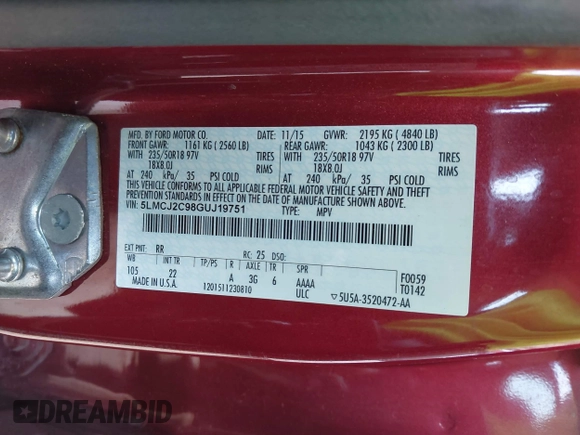 MFD. BY FORD MOTOR CO.
DATE: 11/15 GVWR: 2195 KG ( 4840 LB)
FRONT GAWR: 1161 KG ( 2560 LB) REAR GAWR: 1043 KG ( 2300 LB)
WITH 235/50R18 97V TIRES WITH 235/50R18 97V TIRES
18X8.0J RIMS 18X8.0J RIMS
AT 240 kPa/ 35 PSI COLD AT 240 kPa/ 35 PSI COLD
THIS VEHICLE CONFORMS TO ALL APPLICABLE FEDERAL MOTOR VEHICLE SAFETY AND THEFT
PREVENTION STANDARDS IN EFFECT ON THE DATE OF MANUFACTURE SHOWN ABOVE.
VIN: 5LMCJ2C98GUJ19751 TYPE: MPV
EXT PNT: RR RC: 25 DSO:
WB INT TR TP/PS R AXLE TR SPR
105 22 A 3G 6 AAAA F0059
MADE IN U.S.A. 1201511230810 ULC T0142
▽5U5A-3520472-AA
DREAMBID